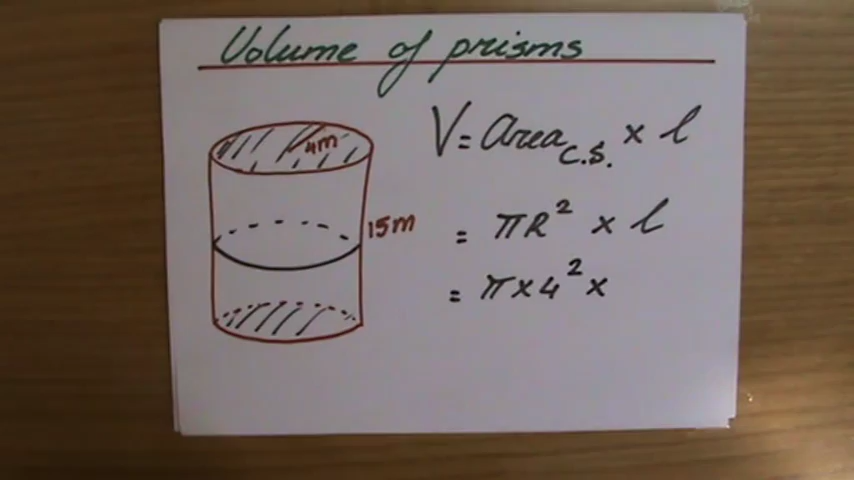 Volume of prisms
4m
V = Area C.S. × l
15m
= πR² × l
= π × 4² ×